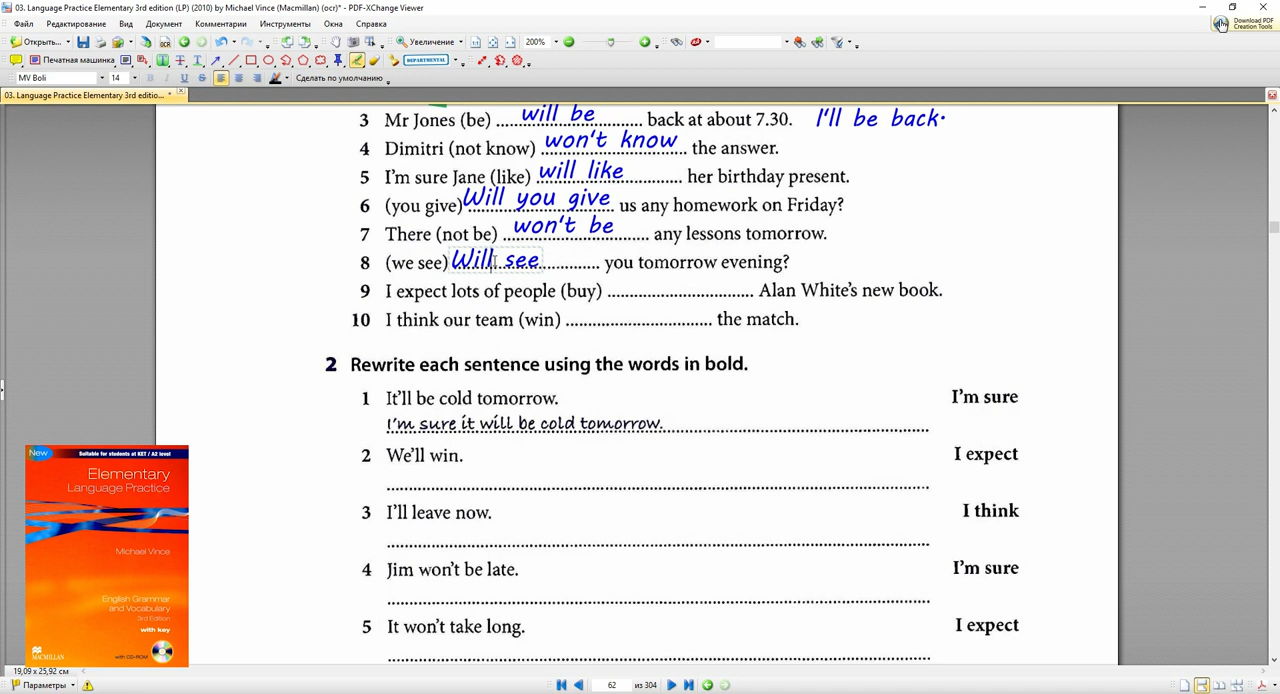 03. Language Practice Elementary 3rd edition (LP) (2010) by Michael Vince (Macmillan) (ocr)* - PDF-XChange Viewer
Файл Редактирование Вид Документ Комментарии Инструменты Окна Справка
Download PDF
Creation Tools
Открыть... OCR Увеличение 200%
Печатная машинка DEPARTMENTAL
MV Boli 14 B I U S Сделать по умолчанию
03. Language Practice Elementary 3rd editio... *
3 Mr Jones (be) will be back at about 7.30. I'll be back.
4 Dimitri (not know) won't know the answer.
5 I'm sure Jane (like) will like her birthday present.
6 (you give) Will you give us any homework on Friday?
7 There (not be) won't be any lessons tomorrow.
8 (we see) Will see you tomorrow evening?
9 I expect lots of people (buy) .................................. Alan White's new book.
10 I think our team (win) .................................. the match.
2 Rewrite each sentence using the words in bold.
1 It'll be cold tomorrow. I'm sure
I'm sure it will be cold tomorrow.
2 We'll win. I expect
3 I'll leave now. I think
4 Jim won't be late. I'm sure
5 It won't take long. I expect
New Suitable for students at KET / A2 level
Elementary
Language Practice
Michael Vince
English Grammar
and Vocabulary
3rd Edition
with key
MACMILLAN with CD-ROM
19,09 x 25,92 см
Параметры 62 из 304